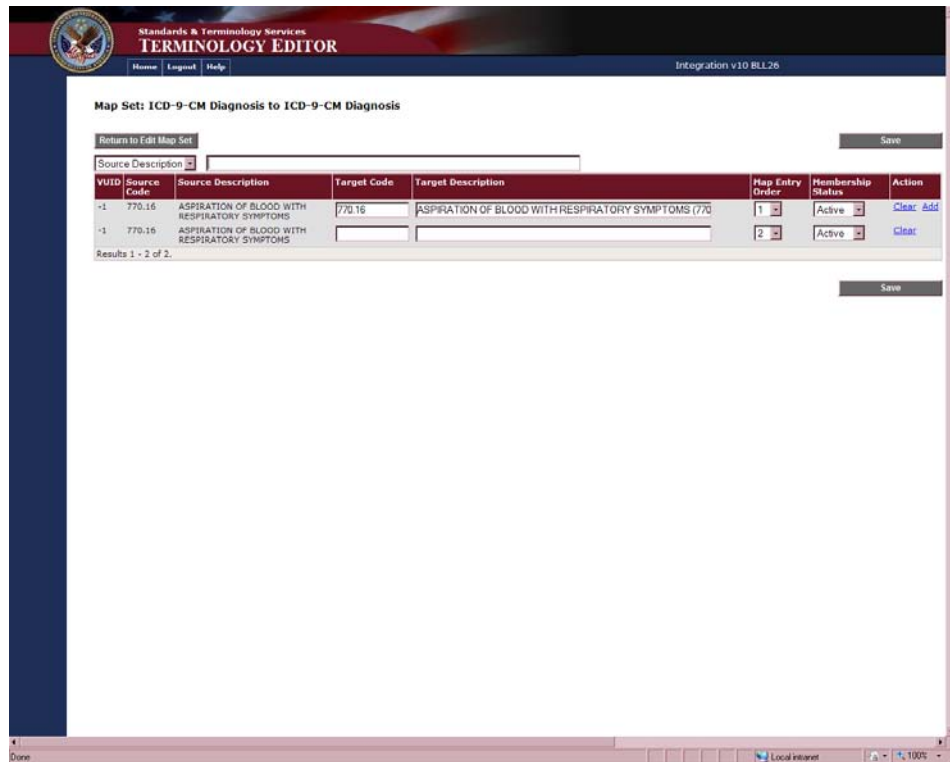 Standards & Terminology Services
TERMINOLOGY EDITOR
Home Logout Help Integration v10 BLL26
Map Set: ICD-9-CM Diagnosis to ICD-9-CM Diagnosis
Return to Edit Map Set Save
Source Description
VUID Source Code Source Description Target Code Target Description Map Entry Order Membership Status Action
-1 770.16 ASPIRATION OF BLOOD WITH RESPIRATORY SYMPTOMS 770.16 ASPIRATION OF BLOOD WITH RESPIRATORY SYMPTOMS (770 1 Active Clear Add
-1 770.16 ASPIRATION OF BLOOD WITH RESPIRATORY SYMPTOMS 2 Active Clear
Results 1 - 2 of 2.
Save
Done Local intranet 100%